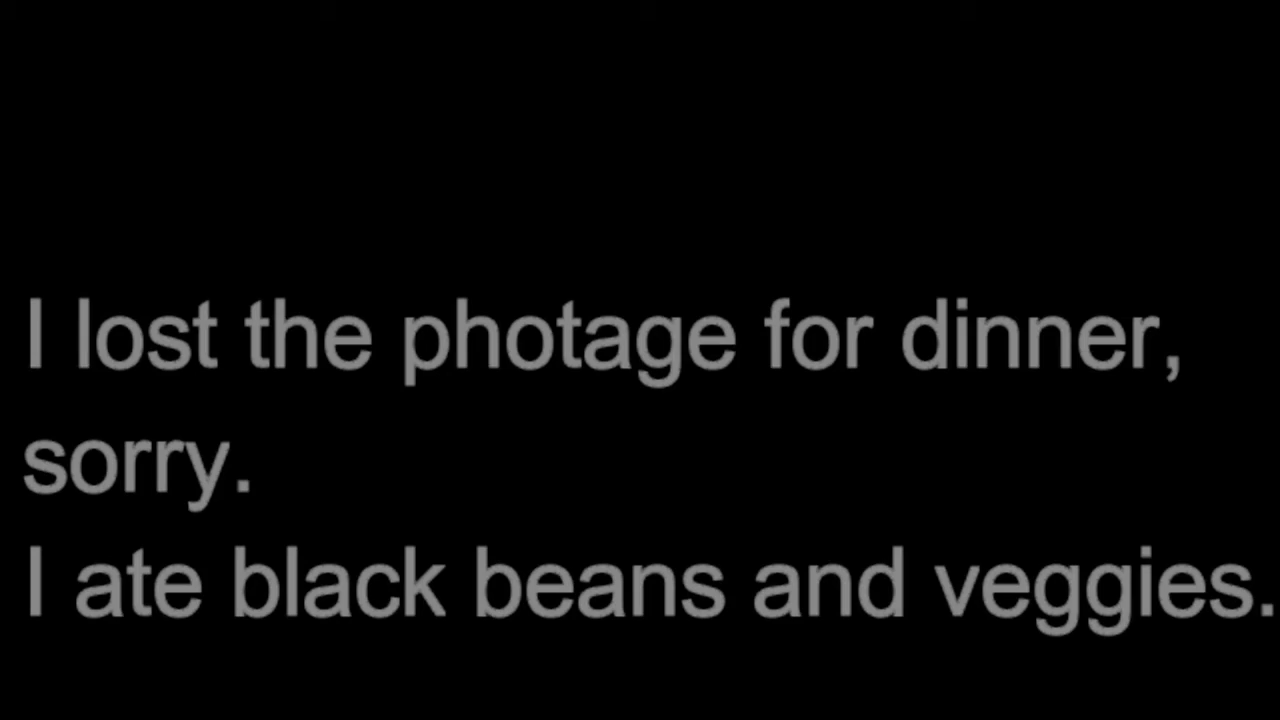 I lost the photage for dinner,
sorry.
I ate black beans and veggies.